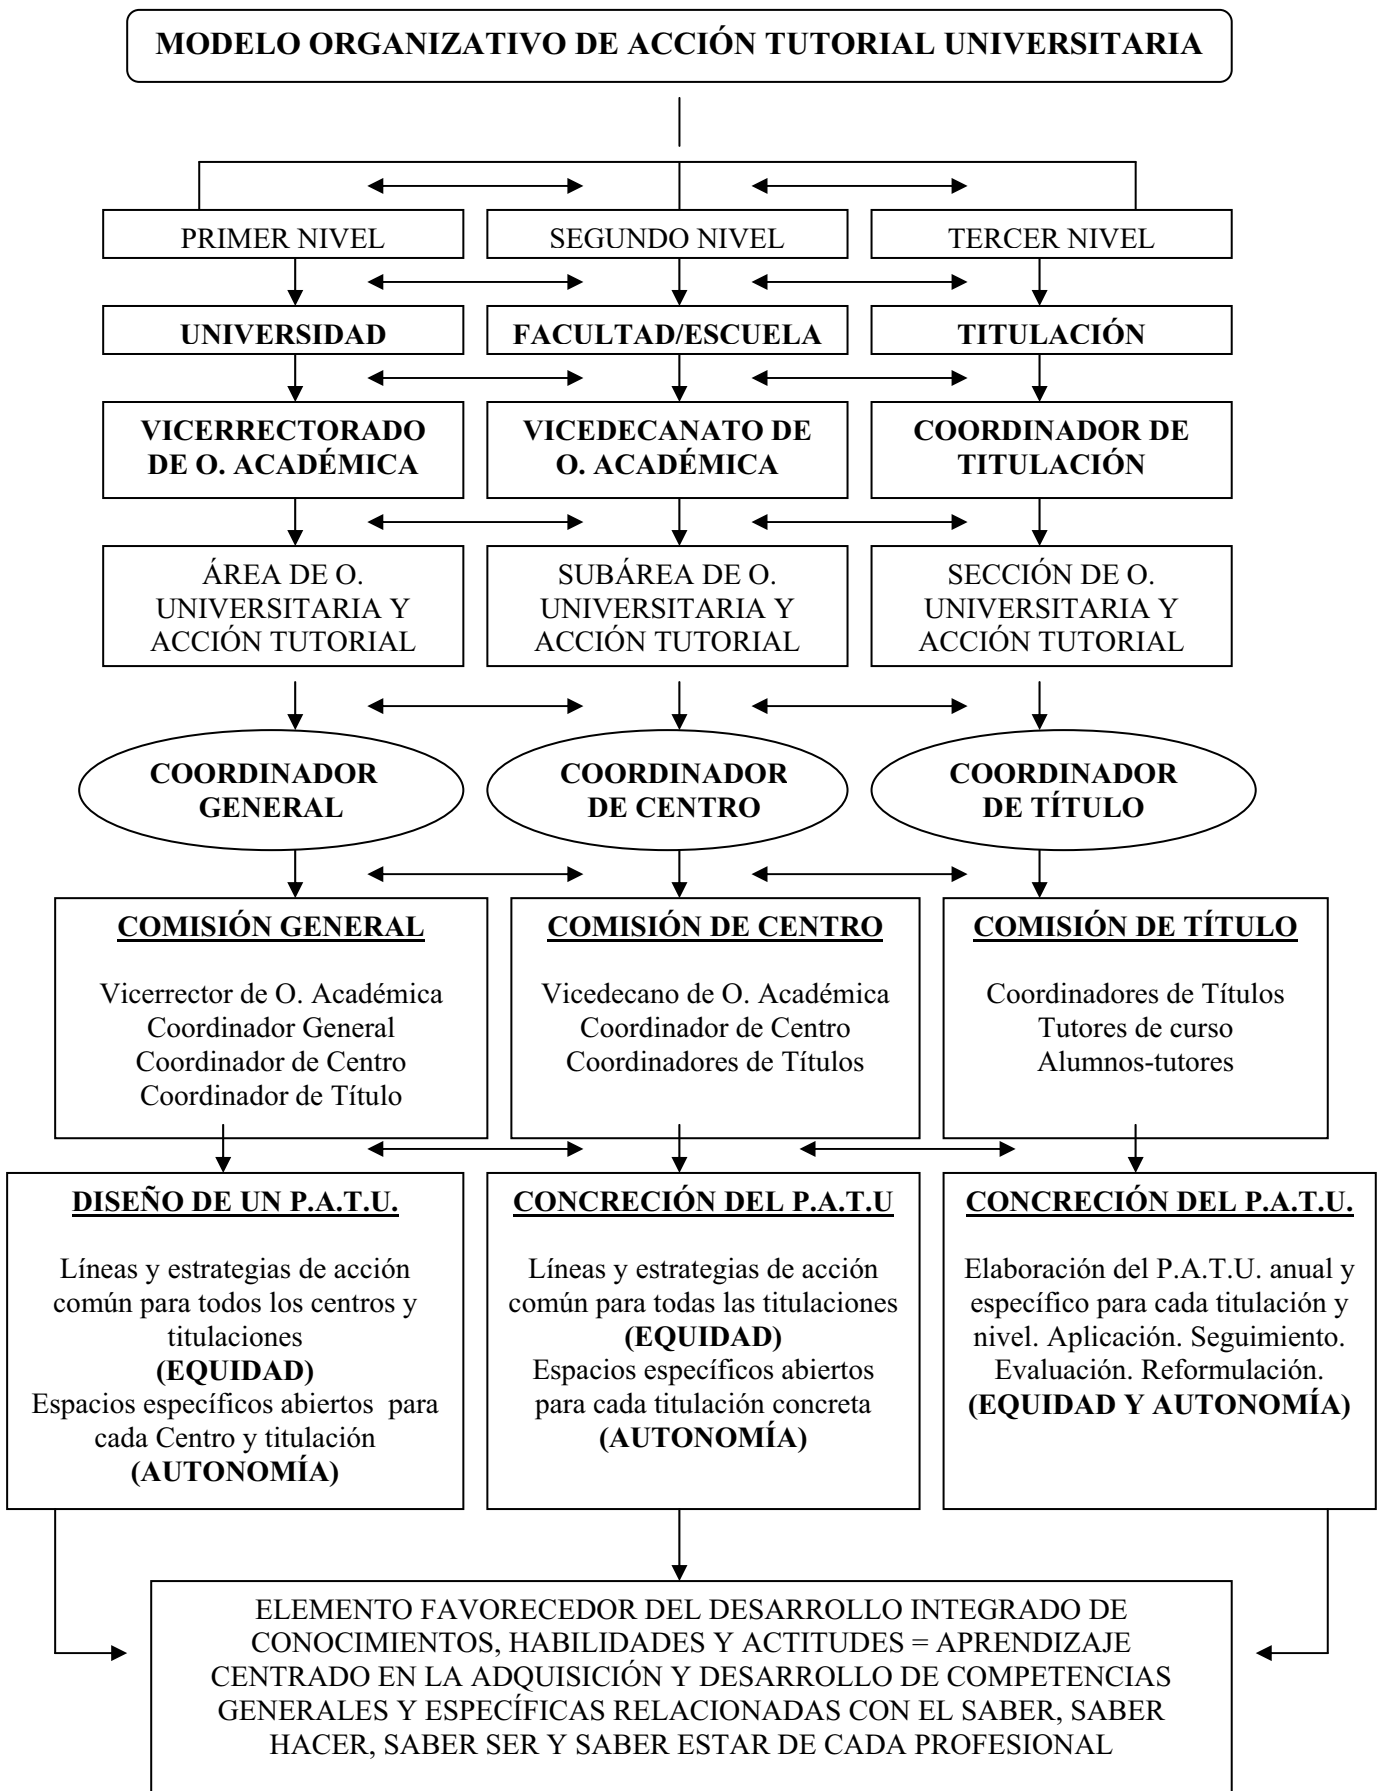 MODELO ORGANIZATIVO DE ACCIÓN TUTORIAL UNIVERSITARIA
PRIMER NIVEL
SEGUNDO NIVEL
TERCER NIVEL
UNIVERSIDAD
FACULTAD/ESCUELA
TITULACIÓN
VICERRECTORADO
DE O. ACADÉMICA
VICEDECANATO DE
O. ACADÉMICA
COORDINADOR DE
TITULACIÓN
ÁREA DE O.
UNIVERSITARIA Y
ACCIÓN TUTORIAL
SUBÁREA DE O.
UNIVERSITARIA Y
ACCIÓN TUTORIAL
SECCIÓN DE O.
UNIVERSITARIA Y
ACCIÓN TUTORIAL
COORDINADOR
GENERAL
COORDINADOR
DE CENTRO
COORDINADOR
DE TÍTULO
COMISIÓN GENERAL
Vicerrector de O. Académica
Coordinador General
Coordinador de Centro
Coordinador de Título
COMISIÓN DE CENTRO
Vicedecano de O. Académica
Coordinador de Centro
Coordinadores de Títulos
COMISIÓN DE TÍTULO
Coordinadores de Títulos
Tutores de curso
Alumnos-tutores
DISEÑO DE UN P.A.T.U.
Líneas y estrategias de acción
común para todos los centros y
titulaciones
(EQUIDAD)
Espacios específicos abiertos para
cada Centro y titulación
(AUTONOMÍA)
CONCRECIÓN DEL P.A.T.U
Líneas y estrategias de acción
común para todas las titulaciones
(EQUIDAD)
Espacios específicos abiertos
para cada titulación concreta
(AUTONOMÍA)
CONCRECIÓN DEL P.A.T.U.
Elaboración del P.A.T.U. anual y
específico para cada titulación y
nivel. Aplicación. Seguimiento.
Evaluación. Reformulación.
(EQUIDAD Y AUTONOMÍA)
ELEMENTO FAVORECEDOR DEL DESARROLLO INTEGRADO DE
CONOCIMIENTOS, HABILIDADES Y ACTITUDES = APRENDIZAJE
CENTRADO EN LA ADQUISICIÓN Y DESARROLLO DE COMPETENCIAS
GENERALES Y ESPECÍFICAS RELACIONADAS CON EL SABER, SABER
HACER, SABER SER Y SABER ESTAR DE CADA PROFESIONAL